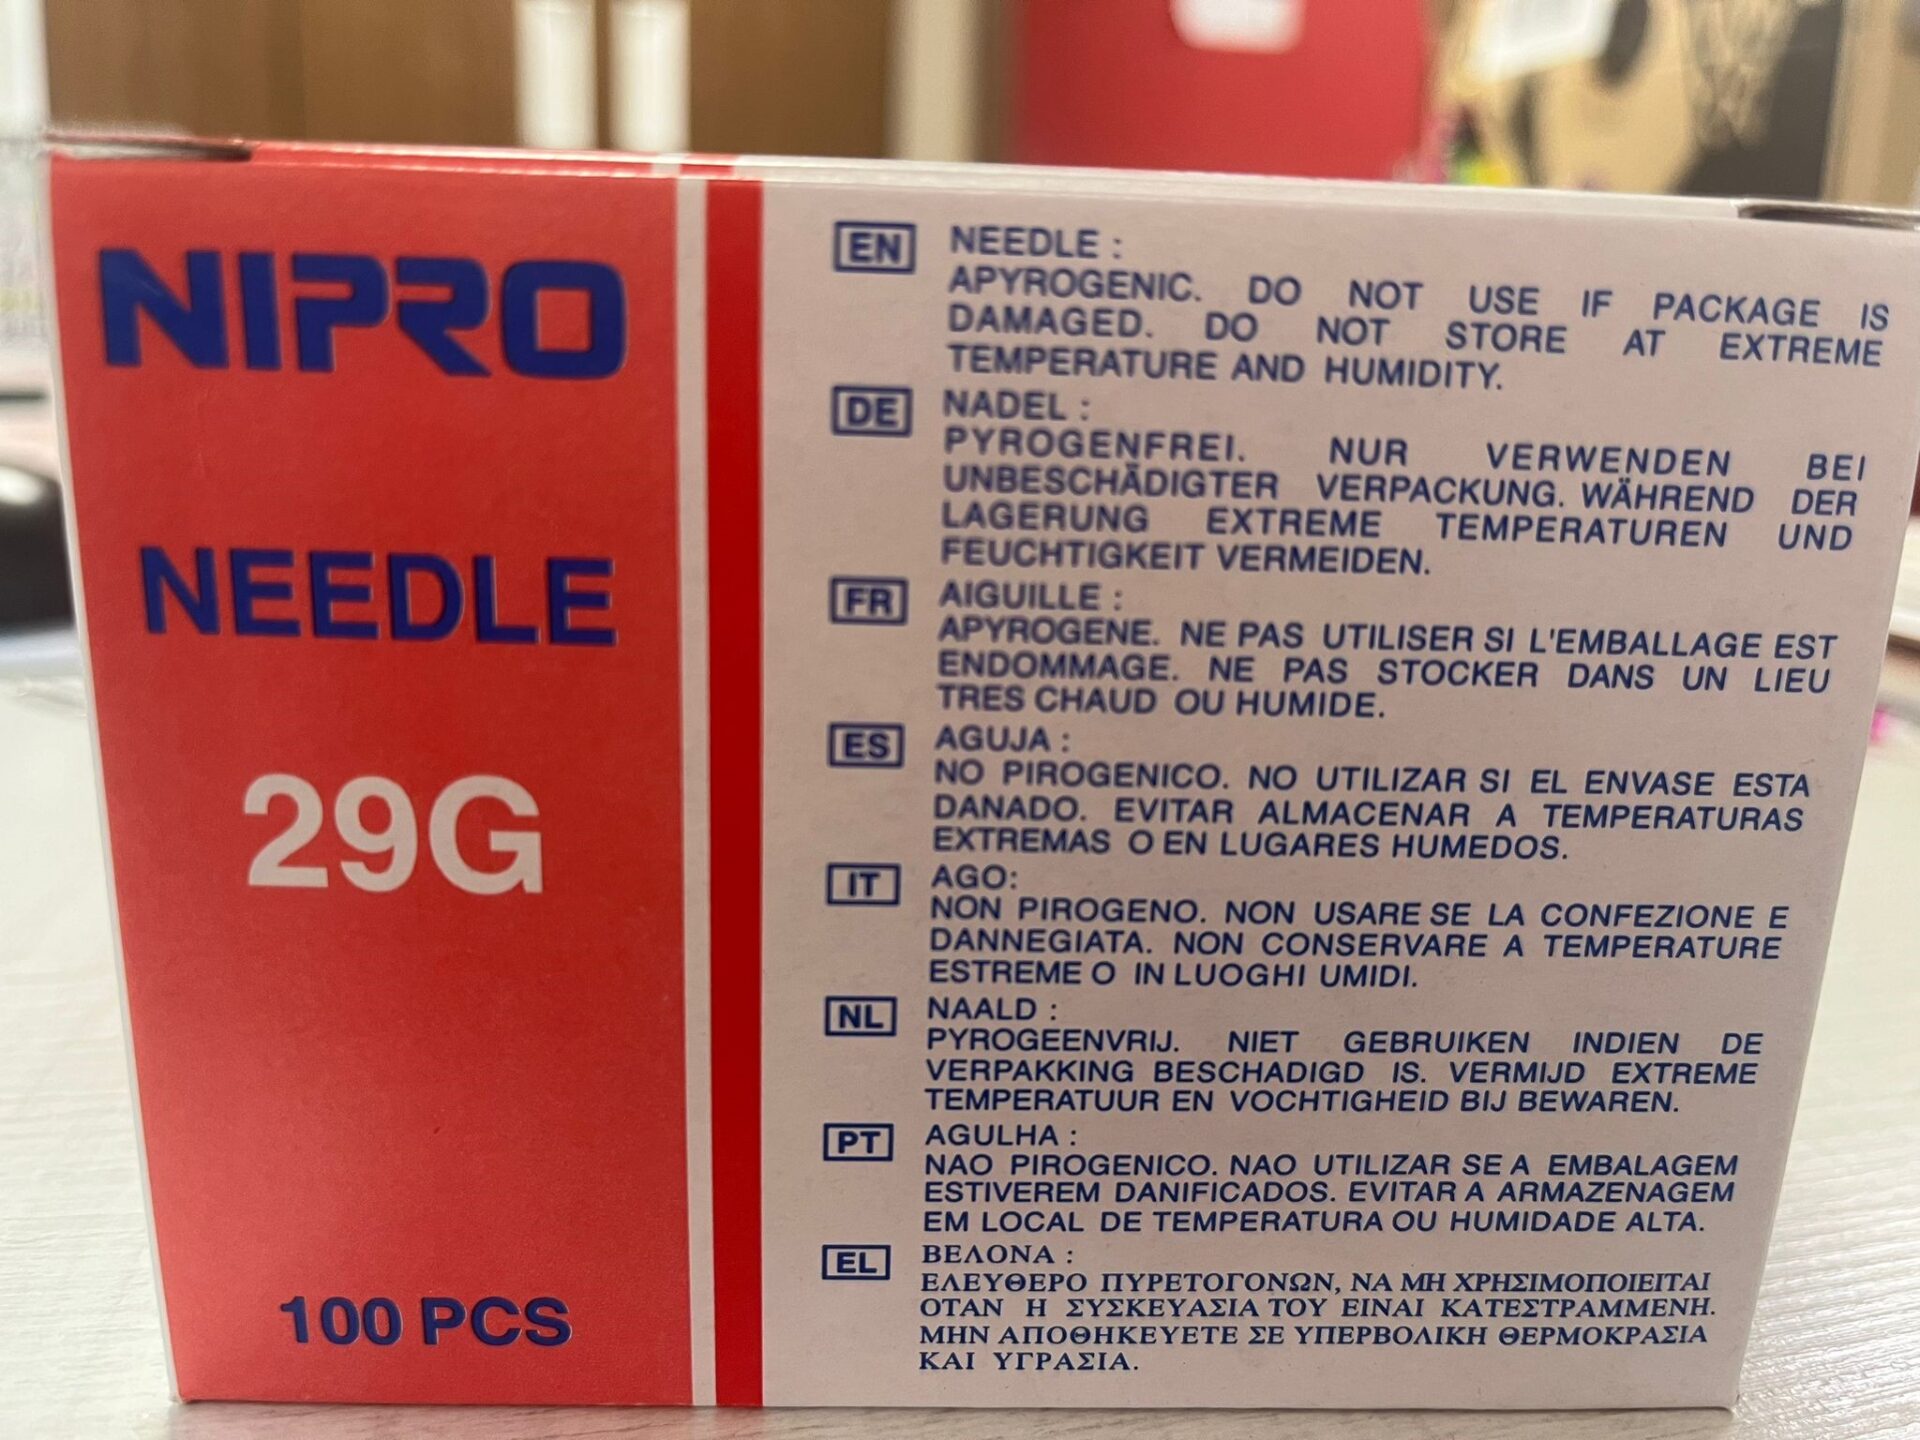 NIPRO
NEEDLE
29G
100 PCS
EN NEEDLE :
APYROGENIC. DO NOT USE IF PACKAGE IS
DAMAGED. DO NOT STORE AT EXTREME
TEMPERATURE AND HUMIDITY.
DE NADEL :
PYROGENFREI. NUR VERWENDEN BEI
UNBESCHÄDIGTER VERPACKUNG. WÄHREND DER
LAGERUNG EXTREME TEMPERATUREN UND
FEUCHTIGKEIT VERMEIDEN.
FR AIGUILLE :
APYROGENE. NE PAS UTILISER SI L'EMBALLAGE EST
ENDOMMAGE. NE PAS STOCKER DANS UN LIEU
TRES CHAUD OU HUMIDE.
ES AGUJA :
NO PIROGENICO. NO UTILIZAR SI EL ENVASE ESTA
DANADO. EVITAR ALMACENAR A TEMPERATURAS
EXTREMAS O EN LUGARES HUMEDOS.
IT AGO:
NON PIROGENO. NON USARE SE LA CONFEZIONE E
DANNEGIATA. NON CONSERVARE A TEMPERATURE
ESTREME O IN LUOGHI UMIDI.
NL NAALD :
PYROGEENVRIJ. NIET GEBRUIKEN INDIEN DE
VERPAKKING BESCHADIGD IS. VERMIJD EXTREME
TEMPERATUUR EN VOCHTIGHEID BIJ BEWAREN.
PT AGULHA :
NAO PIROGENICO. NAO UTILIZAR SE A EMBALAGEM
ESTIVEREM DANIFICADOS. EVITAR A ARMAZENAGEM
EM LOCAL DE TEMPERATURA OU HUMIDADE ALTA.
EL ΒΕΛΟΝΑ :
ΕΛΕΥΘΕΡΟ ΠΥΡΕΤΟΓΟΝΩΝ, ΝΑ ΜΗ ΧΡΗΣΙΜΟΠΟΙΕΙΤΑΙ
ΟΤΑΝ Η ΣΥΣΚΕΥΑΣΙΑ ΤΟΥ ΕΙΝΑΙ ΚΑΤΕΣΤΡΑΜΜΕΝΗ.
ΜΗΝ ΑΠΟΘΗΚΕΥΕΤΕ ΣΕ ΥΠΕΡΒΟΛΙΚΗ ΘΕΡΜΟΚΡΑΣΙΑ
ΚΑΙ ΥΓΡΑΣΙΑ.